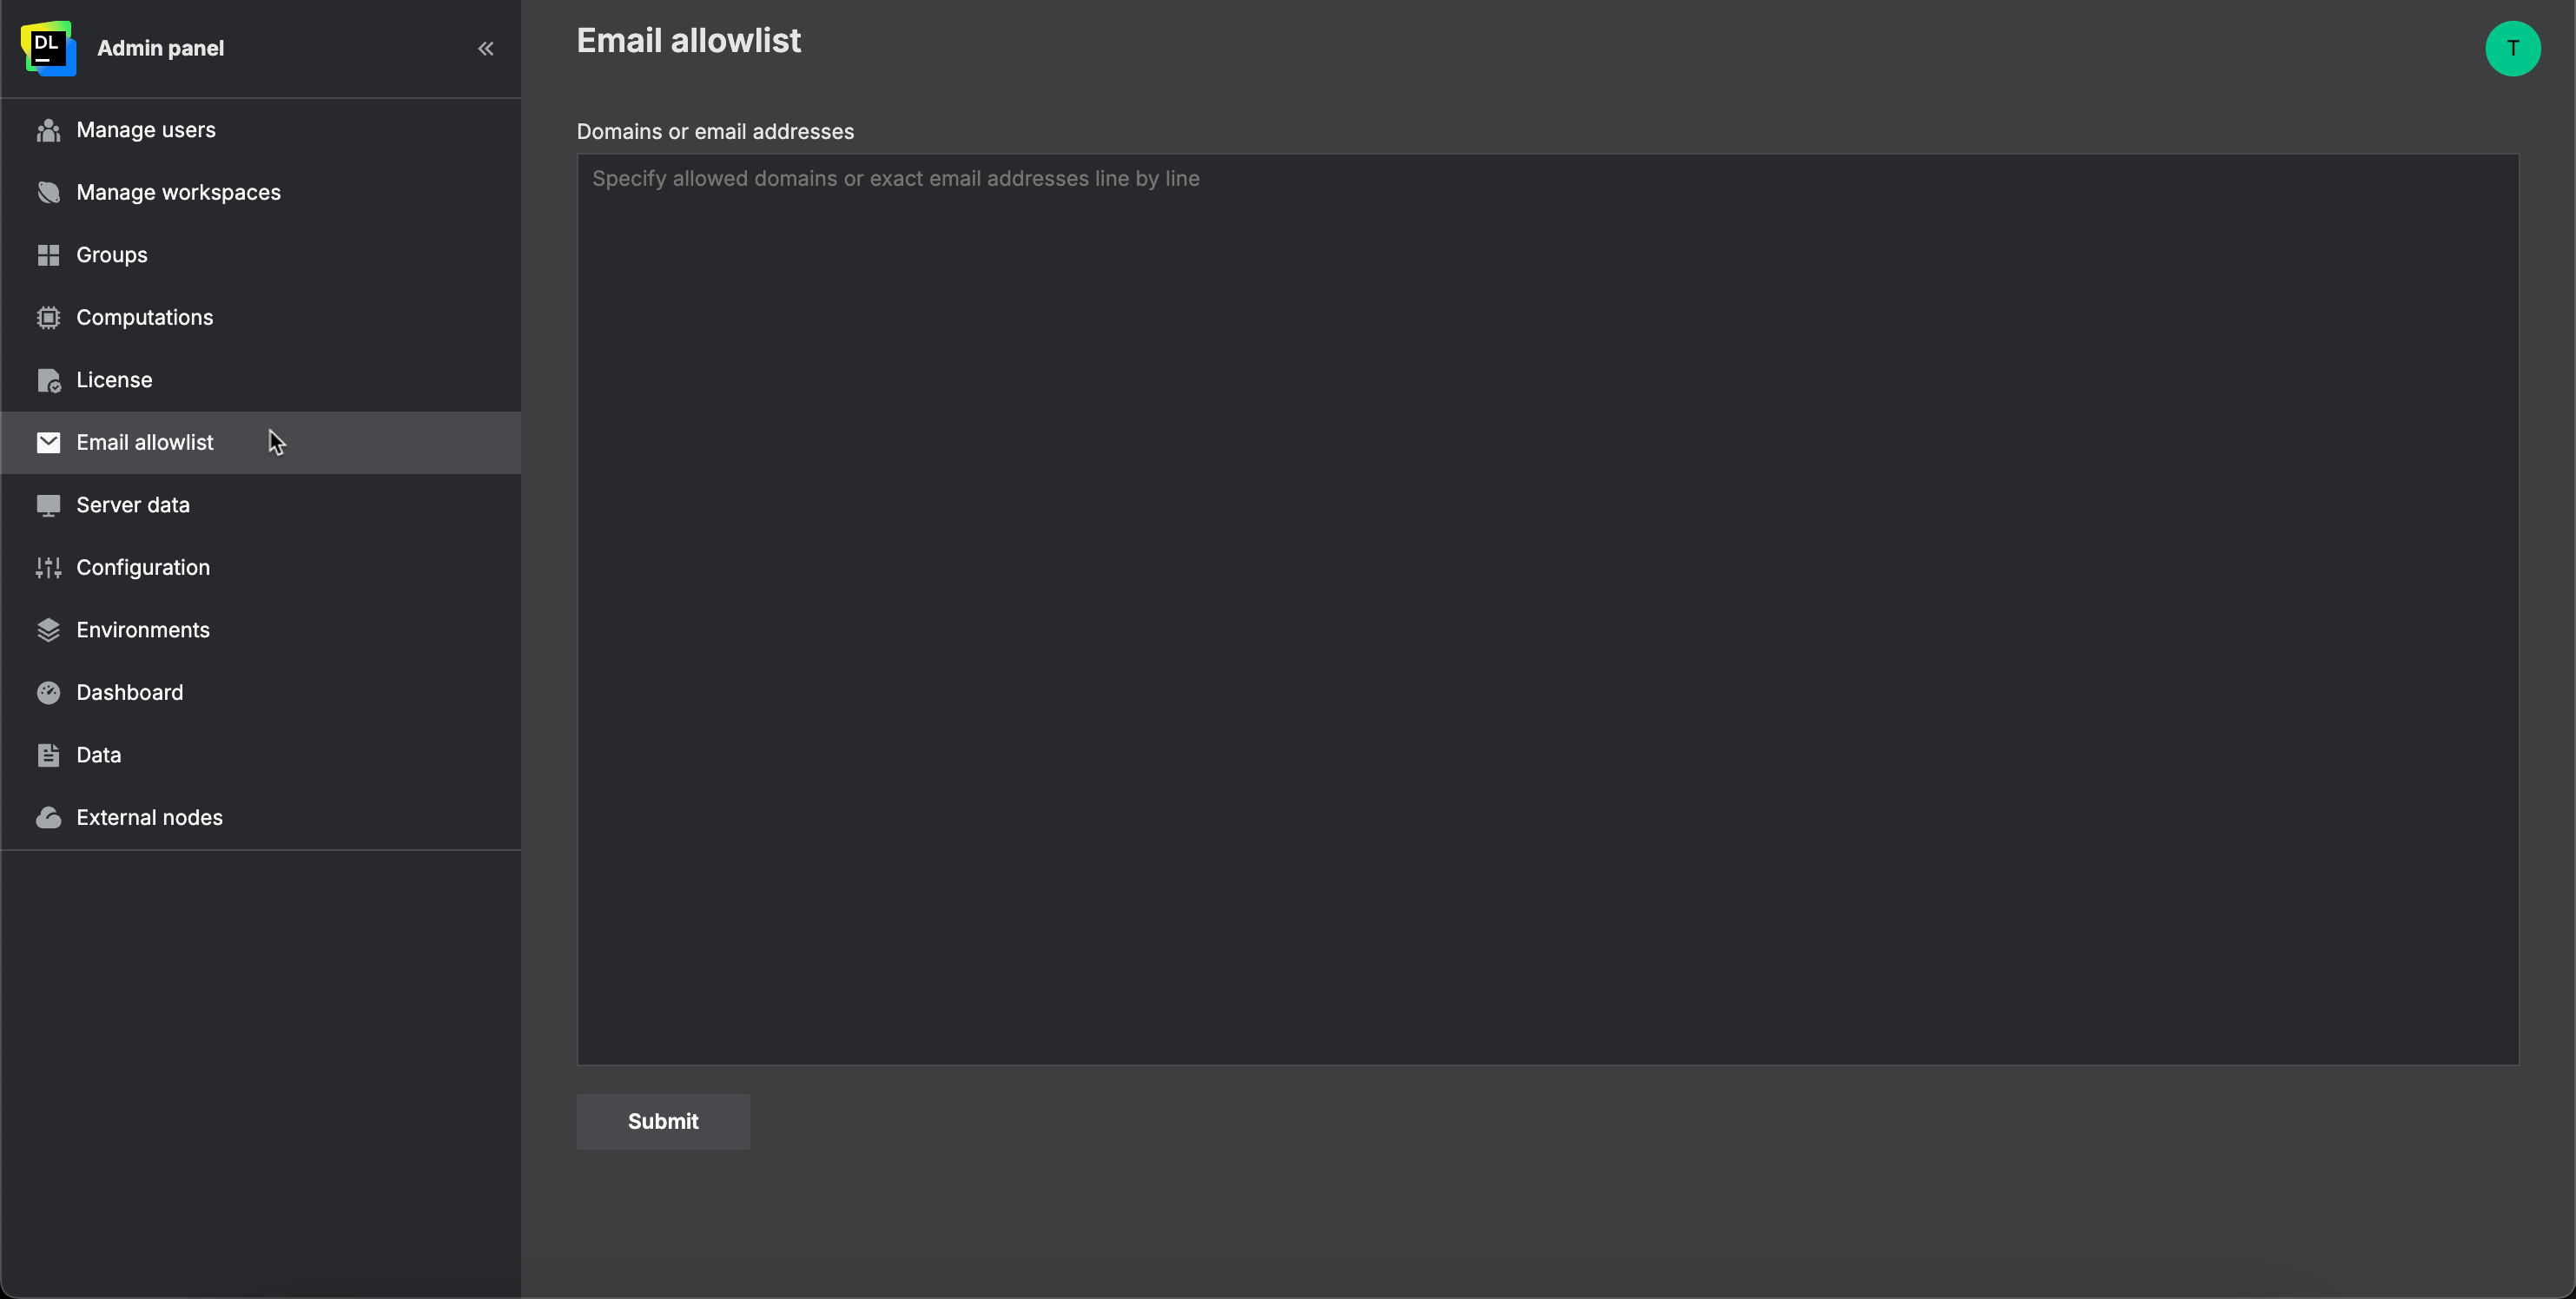 DL
Admin panel
Manage users
Manage workspaces
Groups
Computations
License
Email allowlist
Server data
Configuration
Environments
Dashboard
Data
External nodes
Email allowlist
T
Domains or email addresses
Specify allowed domains or exact email addresses line by line
Submit